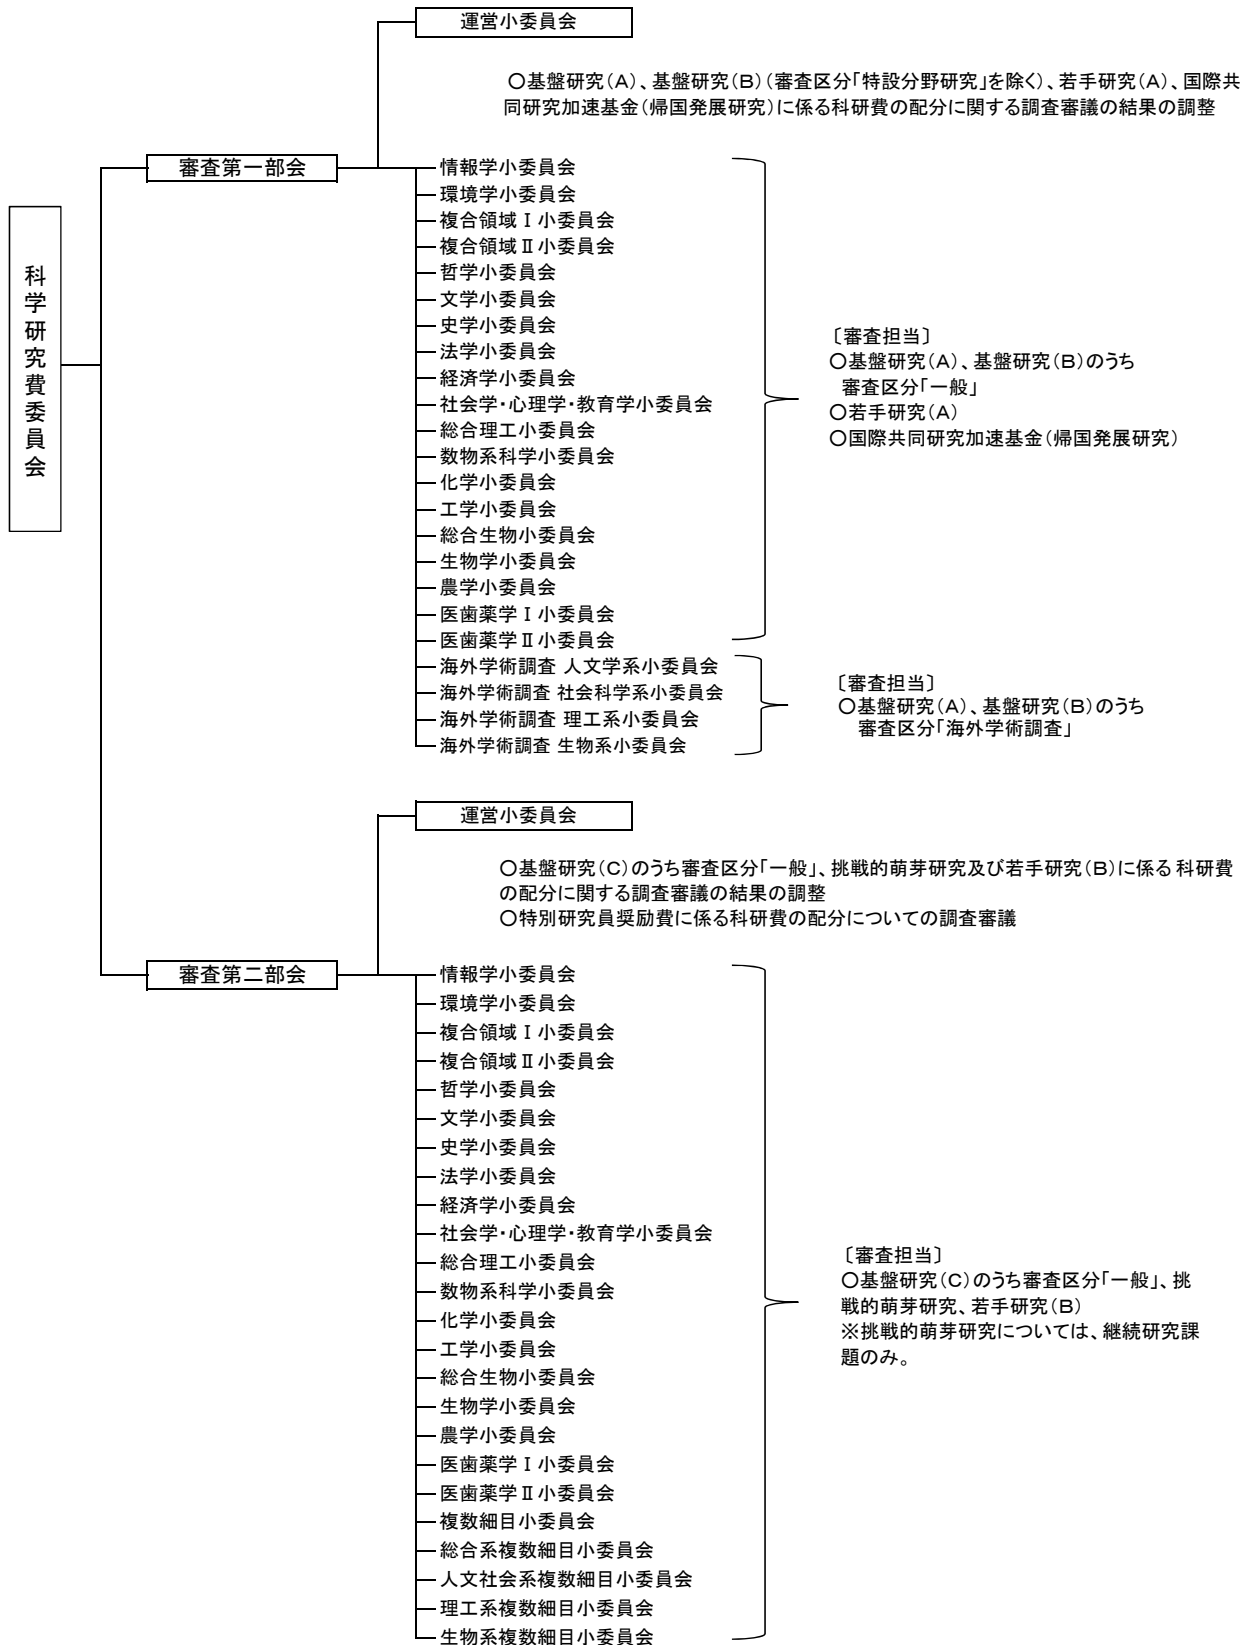 科学研究費委員会
審査第一部会
運営小委員会
〇基盤研究(A)、基盤研究(B)(審査区分「特設分野研究」を除く)、若手研究(A)、国際共
同研究加速基金(帰国発展研究)に係る科研費の配分に関する調査審議の結果の調整
情報学小委員会
環境学小委員会
複合領域Ⅰ小委員会
複合領域Ⅱ小委員会
哲学小委員会
文学小委員会
史学小委員会
法学小委員会
経済学小委員会
社会学・心理学・教育学小委員会
総合理工小委員会
数物系科学小委員会
化学小委員会
工学小委員会
総合生物小委員会
生物学小委員会
農学小委員会
医歯薬学Ⅰ小委員会
医歯薬学Ⅱ小委員会
〔審査担当〕
〇基盤研究(A)、基盤研究(B)のうち
審査区分「一般」
〇若手研究(A)
〇国際共同研究加速基金(帰国発展研究)
海外学術調査 人文学系小委員会
海外学術調査 社会科学系小委員会
海外学術調査 理工系小委員会
海外学術調査 生物系小委員会
〔審査担当〕
〇基盤研究(A)、基盤研究(B)のうち
審査区分「海外学術調査」
審査第二部会
運営小委員会
〇基盤研究(C)のうち審査区分「一般」、挑戦的萌芽研究及び若手研究(B)に係る科研費
の配分に関する調査審議の結果の調整
〇特別研究員奨励費に係る科研費の配分についての調査審議
情報学小委員会
環境学小委員会
複合領域Ⅰ小委員会
複合領域Ⅱ小委員会
哲学小委員会
文学小委員会
史学小委員会
法学小委員会
経済学小委員会
社会学・心理学・教育学小委員会
総合理工小委員会
数物系科学小委員会
化学小委員会
工学小委員会
総合生物小委員会
生物学小委員会
農学小委員会
医歯薬学Ⅰ小委員会
医歯薬学Ⅱ小委員会
複数細目小委員会
総合系複数細目小委員会
人文社会系複数細目小委員会
理工系複数細目小委員会
生物系複数細目小委員会
〔審査担当〕
〇基盤研究(C)のうち審査区分「一般」、挑
戦的萌芽研究、若手研究(B)
※挑戦的萌芽研究については、継続研究課
題のみ。